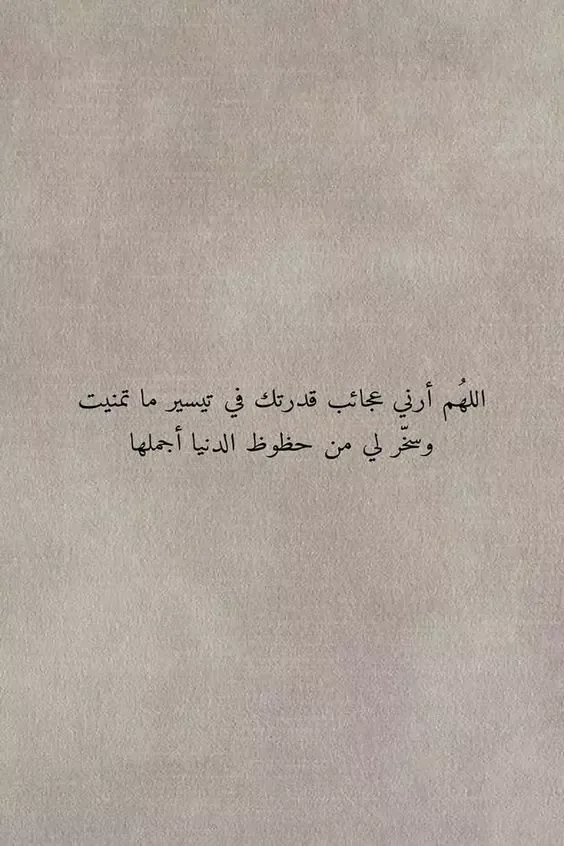 اللهُم أرني عجائب قدرتك في تيسير ما تمنيت
وسخّر لي من حظوظ الدنيا أجملها